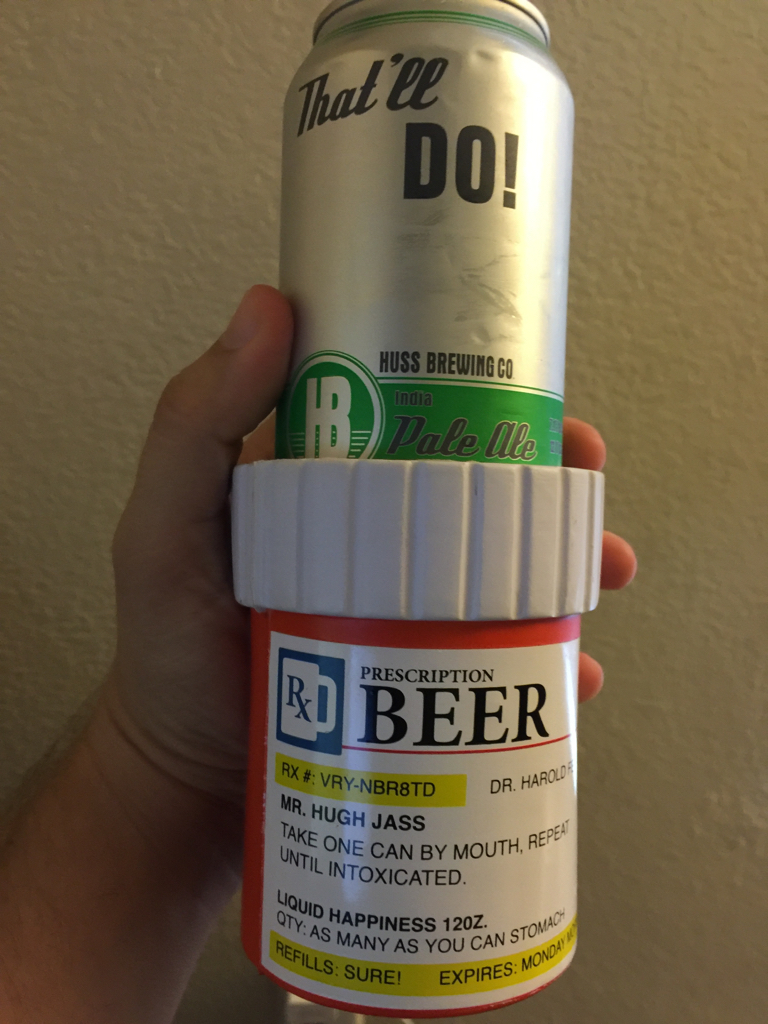 That'll
DO!
HUSS BREWING CO
HB
India
Pale Ale
Rx
PRESCRIPTION
BEER
RX #: VRY-NBR8TD
DR. HAROLD
MR. HUGH JASS
TAKE ONE CAN BY MOUTH, REPEAT
UNTIL INTOXICATED.
LIQUID HAPPINESS 12OZ.
QTY: AS MANY AS YOU CAN STOMACH
REFILLS: SURE! EXPIRES: MONDAY